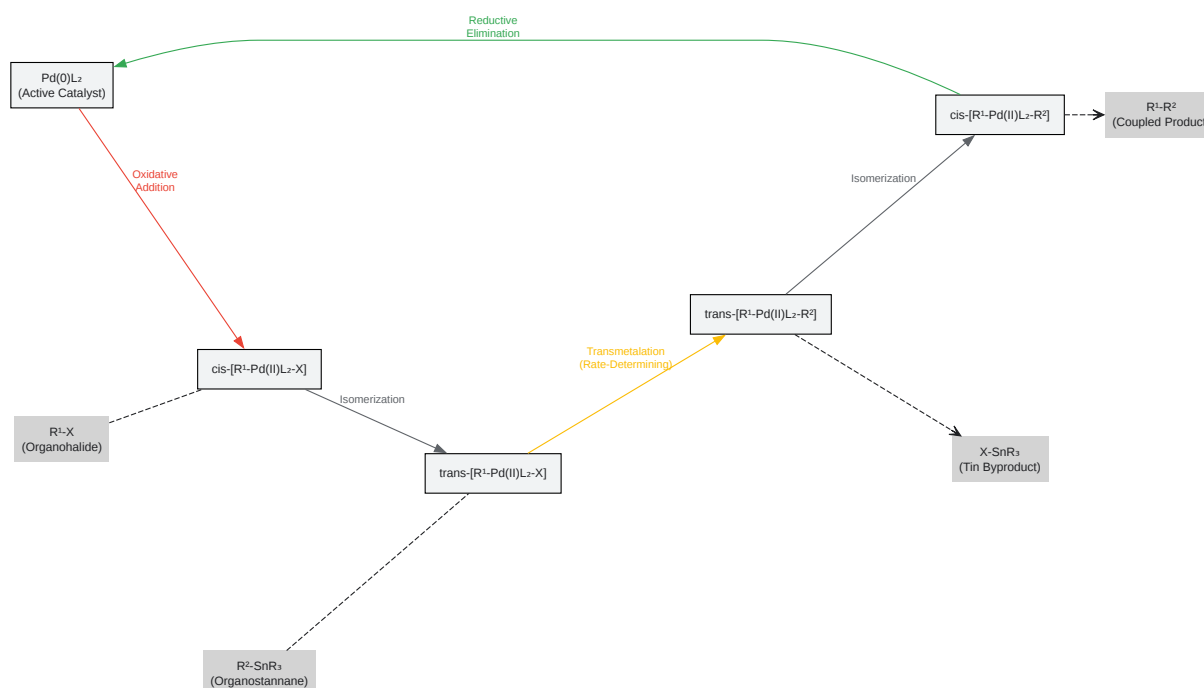 Reductive
Elimination
Pd(0)L₂
(Active Catalyst)
cis-[R¹-Pd(II)L₂-R²]
R¹-R²
(Coupled Product
Oxidative
Addition
Isomerization
trans-[R¹-Pd(II)L₂-R²]
Transmetalation
(Rate-Determining)
cis-[R¹-Pd(II)L₂-X]
Isomerization
R¹-X
(Organohalide)
trans-[R¹-Pd(II)L₂-X]
X-SnR₃
(Tin Byproduct)
R²-SnR₃
(Organostannane)